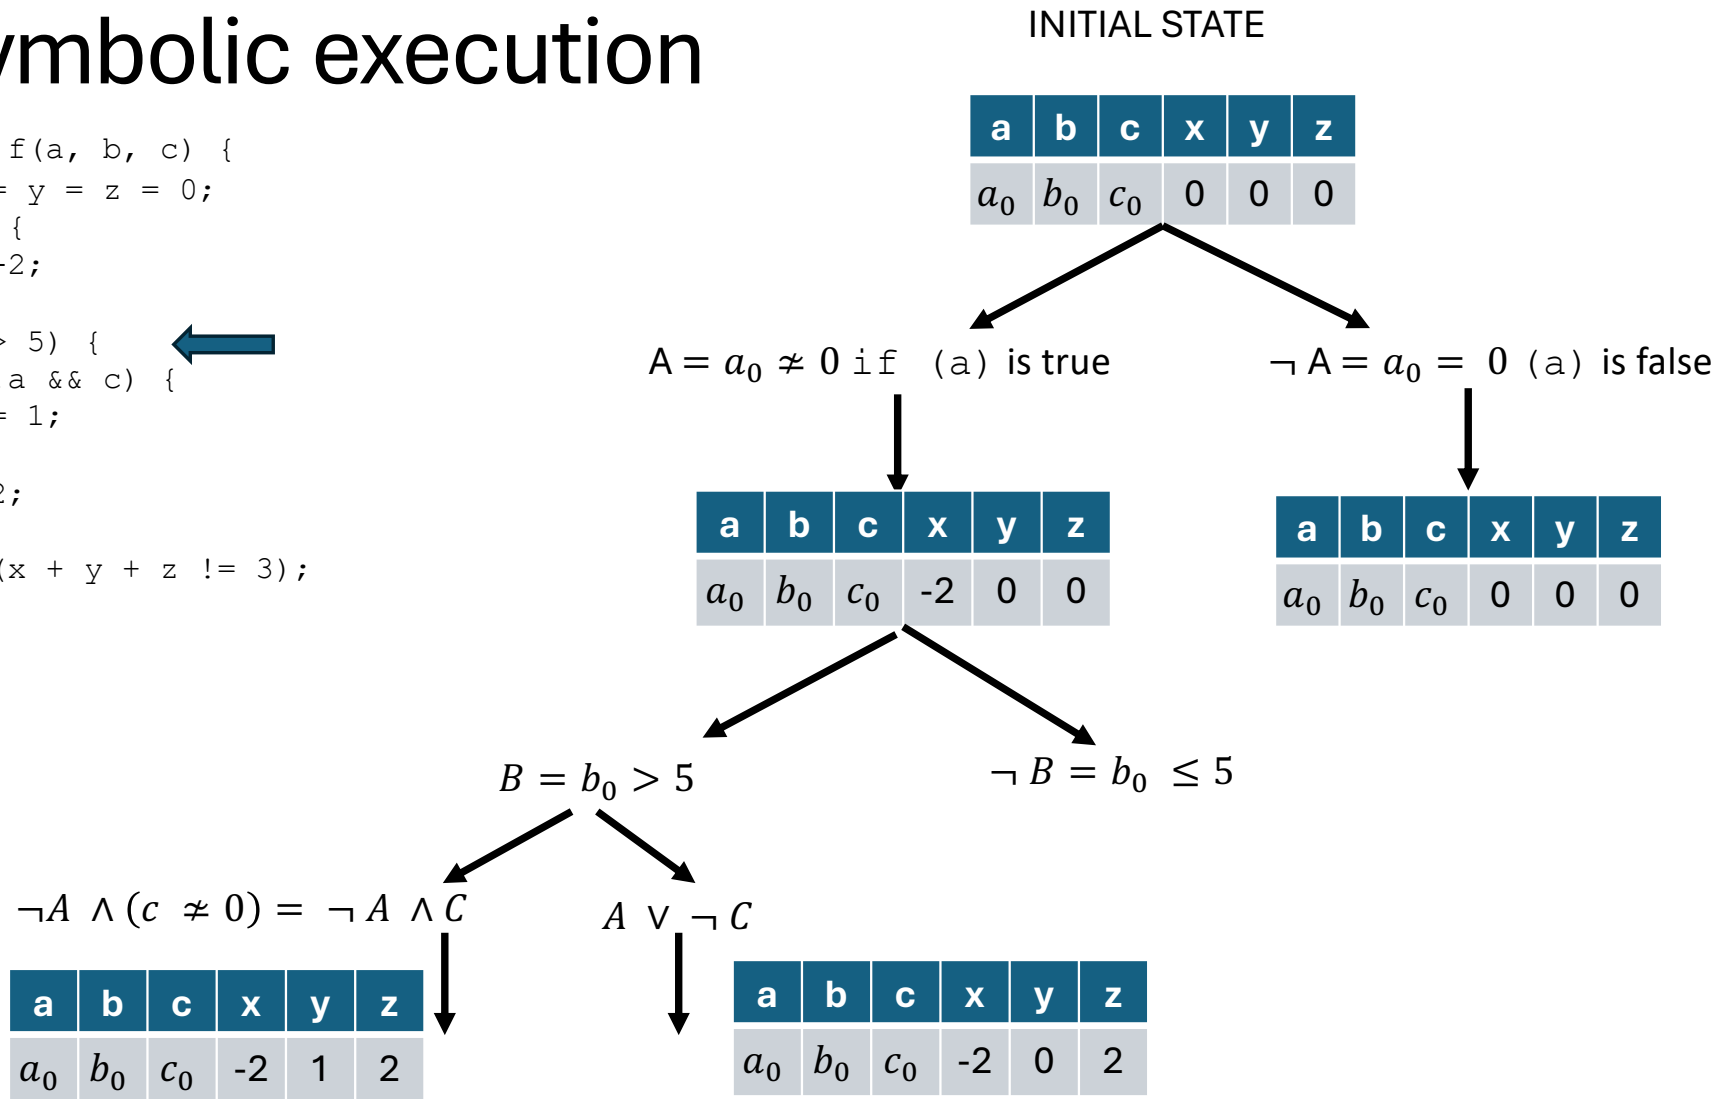 ymbolic execution
INITIAL STATE
f(a, b, c) {
= y = z = 0;
{
-2;
> 5) {
a && c) {
= 1;
2;
(x + y + z != 3);
a b c x y z
a₀ b₀ c₀ 0 0 0
A = a₀ ≄ 0 if (a) is true
¬ A = a₀ = 0 (a) is false
a b c x y z
a₀ b₀ c₀ -2 0 0
a b c x y z
a₀ b₀ c₀ 0 0 0
B = b₀ > 5
¬ B = b₀ ≤ 5
¬A ∧ (c ≄ 0) = ¬ A ∧ C
A ∨ ¬ C
a b c x y z
a₀ b₀ c₀ -2 1 2
a b c x y z
a₀ b₀ c₀ -2 0 2